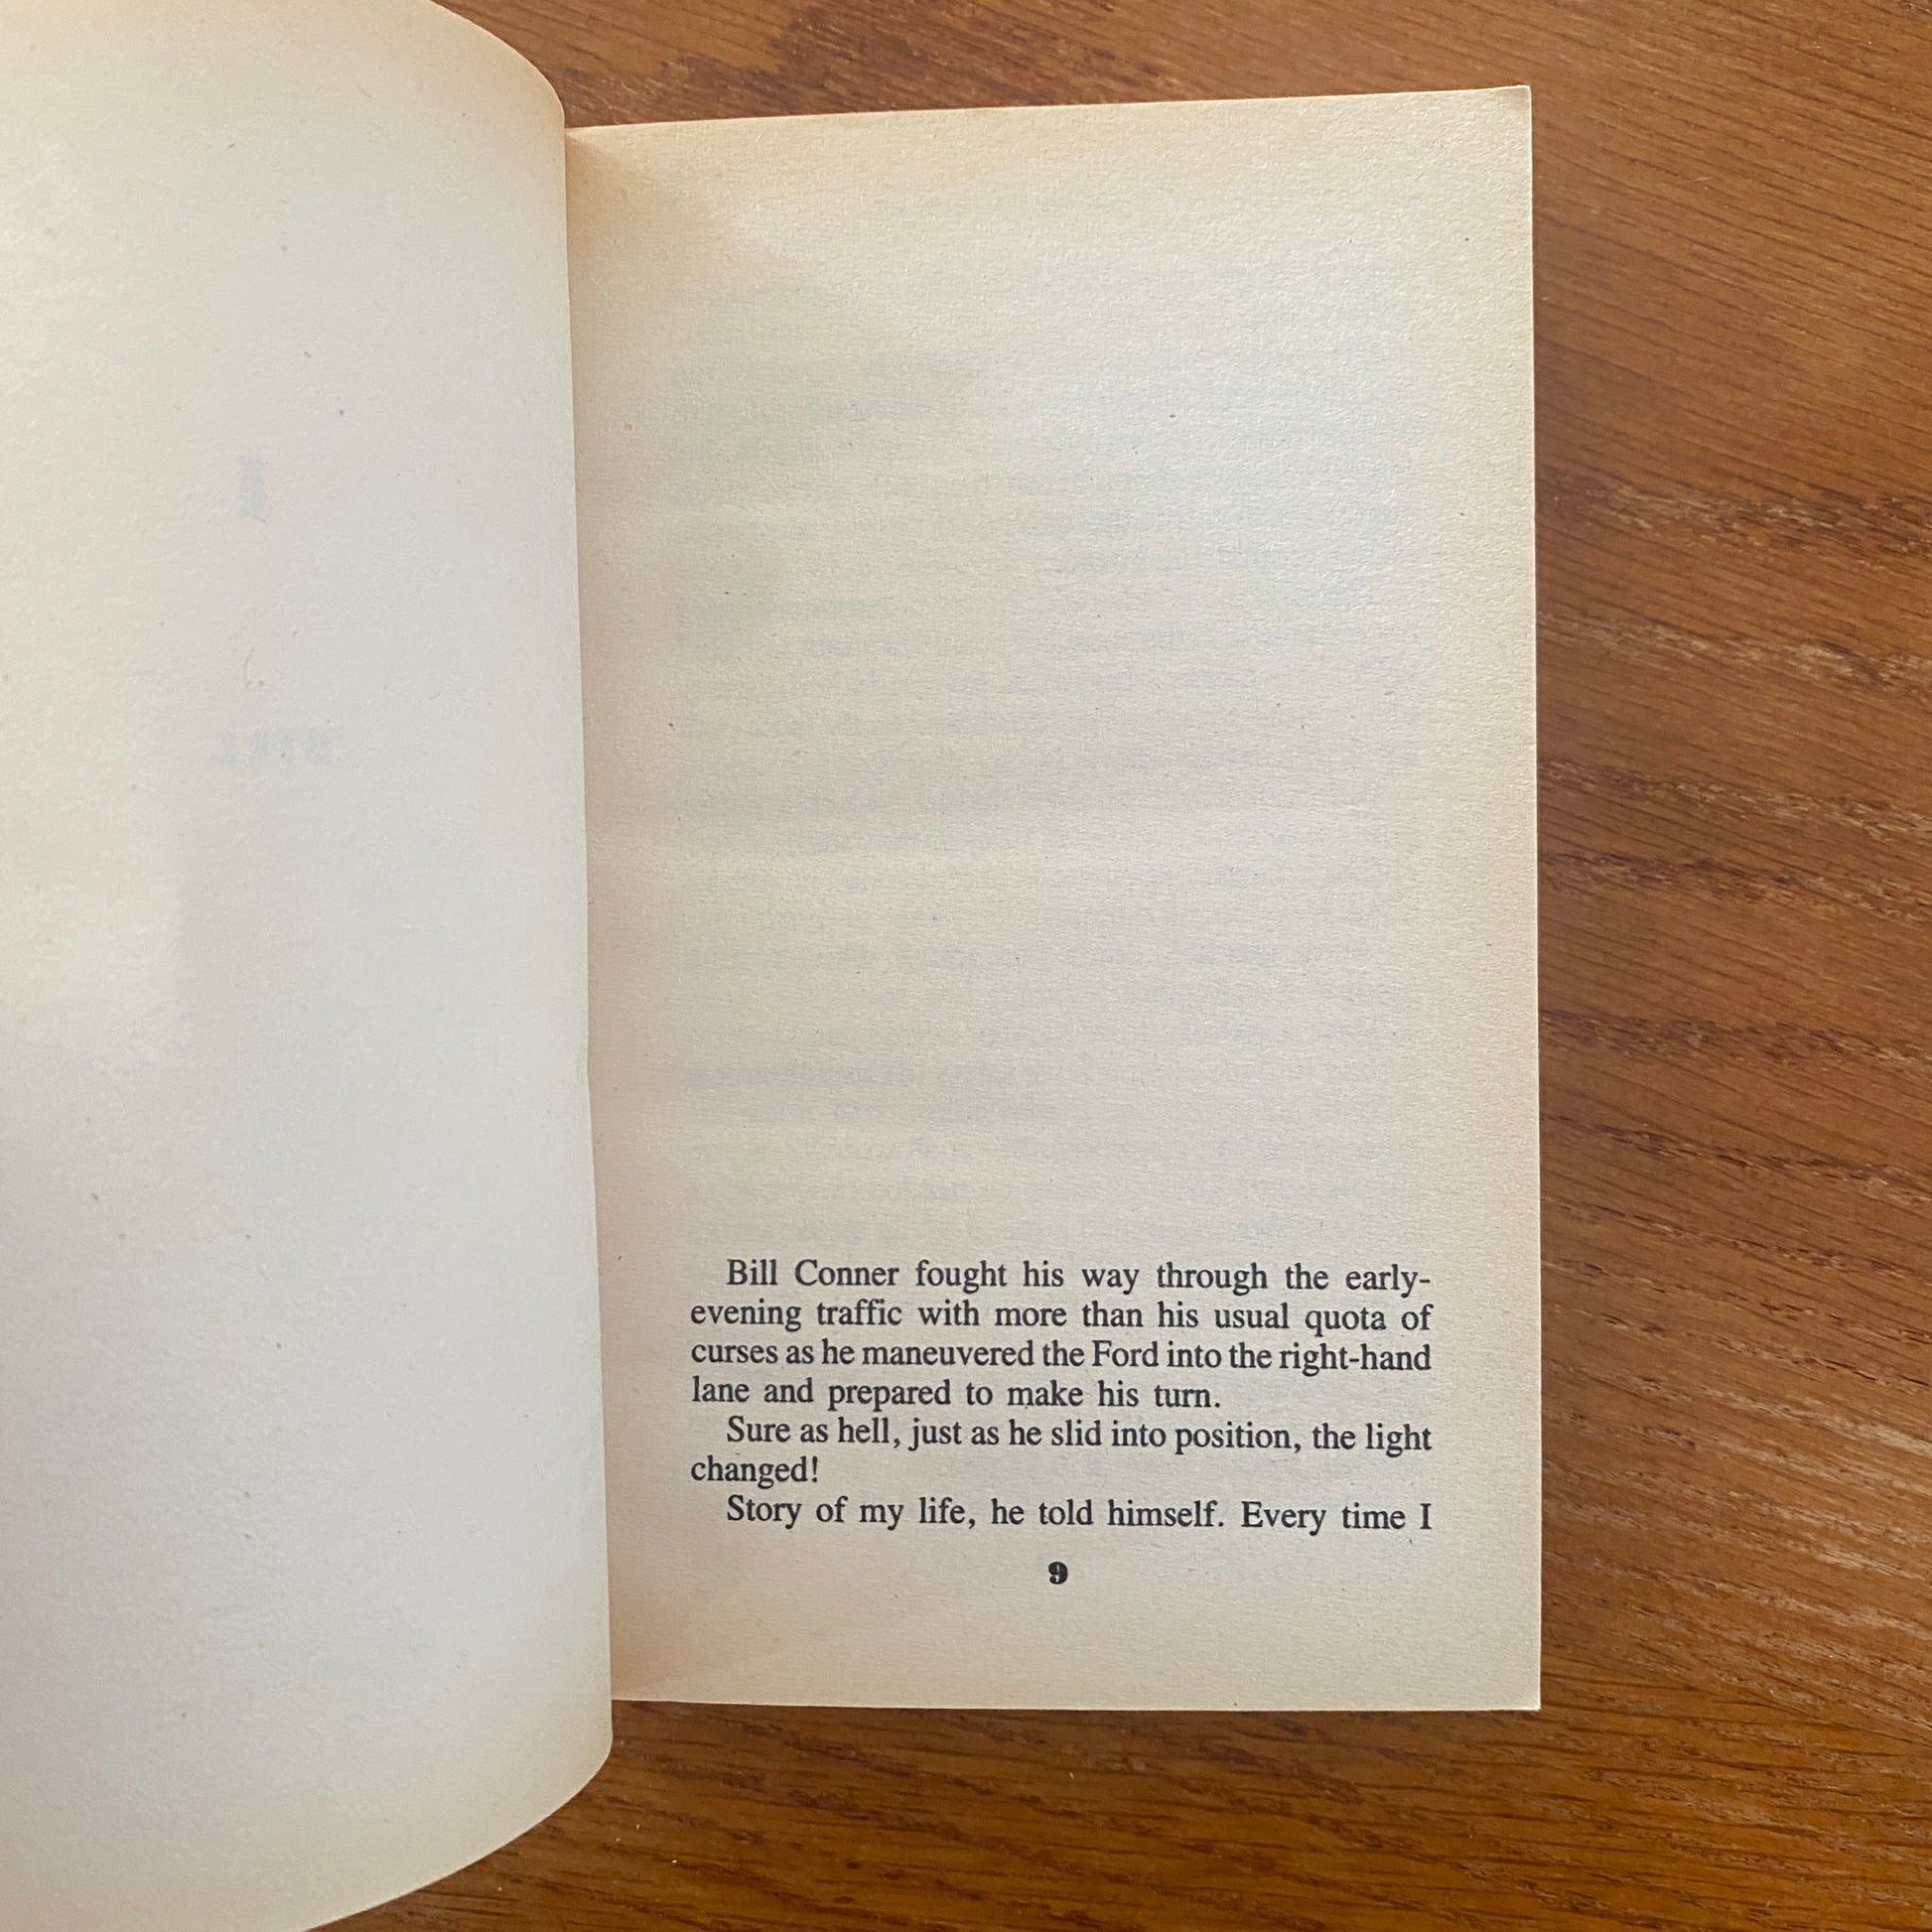 Bill Conner fought his way through the early-
evening traffic with more than his usual quota of
curses as he maneuvered the Ford into the right-hand
lane and prepared to make his turn.
Sure as hell, just as he slid into position, the light
changed!
Story of my life, he told himself. Every time I
9